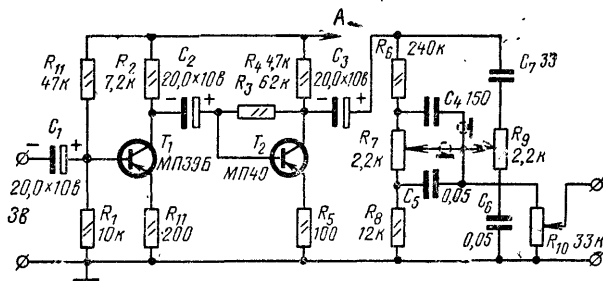 A
R11
47к
R2
7,2к
C2
20,0×10в
R4 4,7к
R3 62к
C3
20,0×10в
R6
240к
C7 33
C4 150
C1
20,0×10в
T1
МП39Б
T2
МП40
R7
2,2к
R9
2,2к
3в
R1
10к
R11
200
R5
100
R8
12к
C5
0,05
C6
0,05
R10 33к